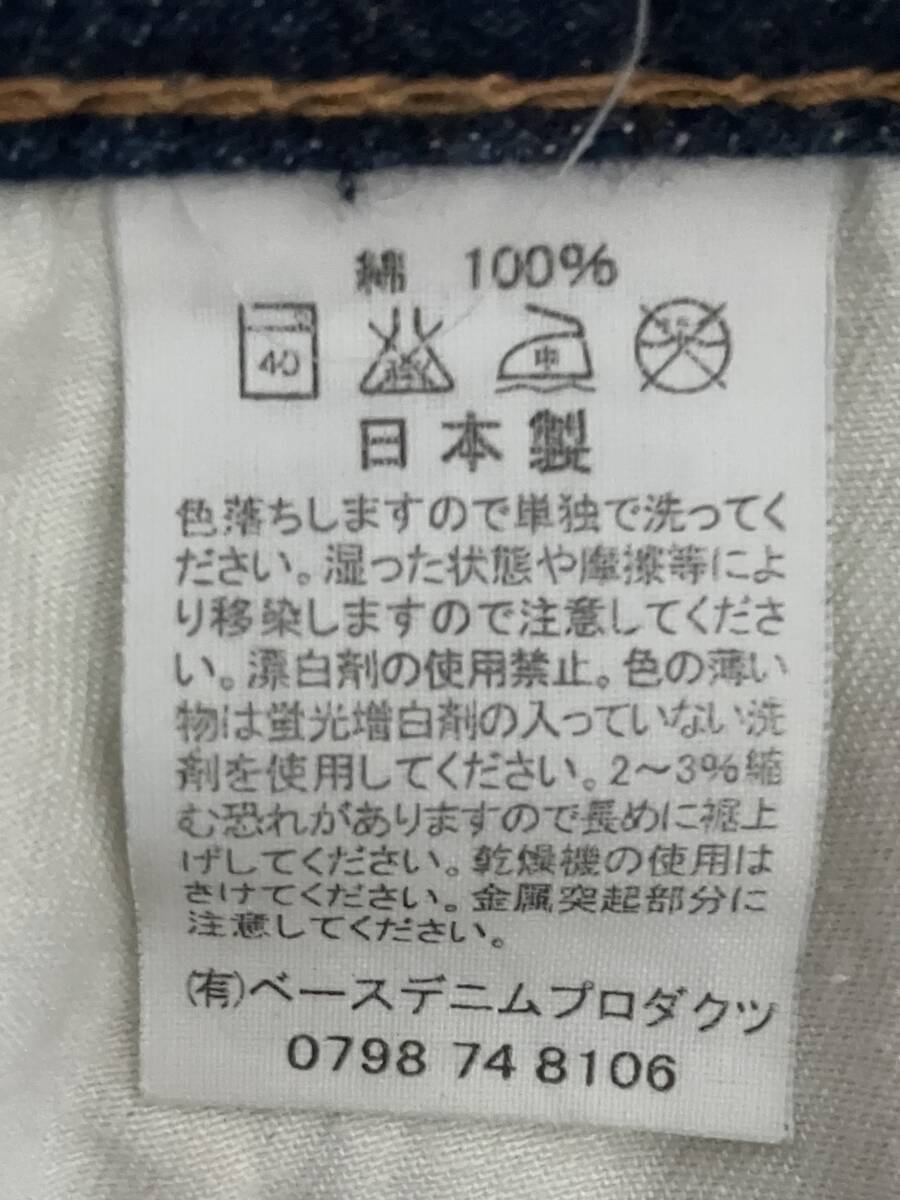 綿 100%
40 中
日本製
色落ちしますので単独で洗ってく
ださい。湿った状態や摩擦等によ
り移染しますので注意してくださ
い。漂白剤の使用禁止。色の薄い
物は蛍光増白剤の入っていない洗
剤を使用してください。2～3%縮
む恐れがありますので長めに裾上
げしてください。乾燥機の使用は
さけてください。金属突起部分に
注意してください。
(有)ベースデニムプロダクツ
0798 74 8106